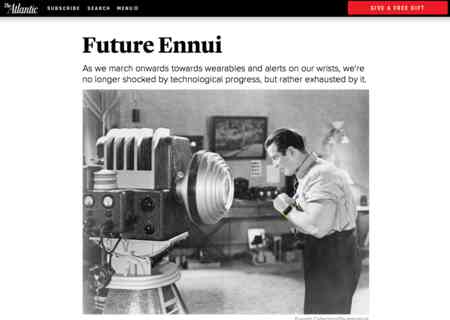 The Atlantic SUBSCRIBE SEARCH MENU GIVE A FREE GIFT
Future Ennui
As we march onwards towards wearables and alerts on our wrists, we're
no longer shocked by technological progress, but rather exhausted by it.